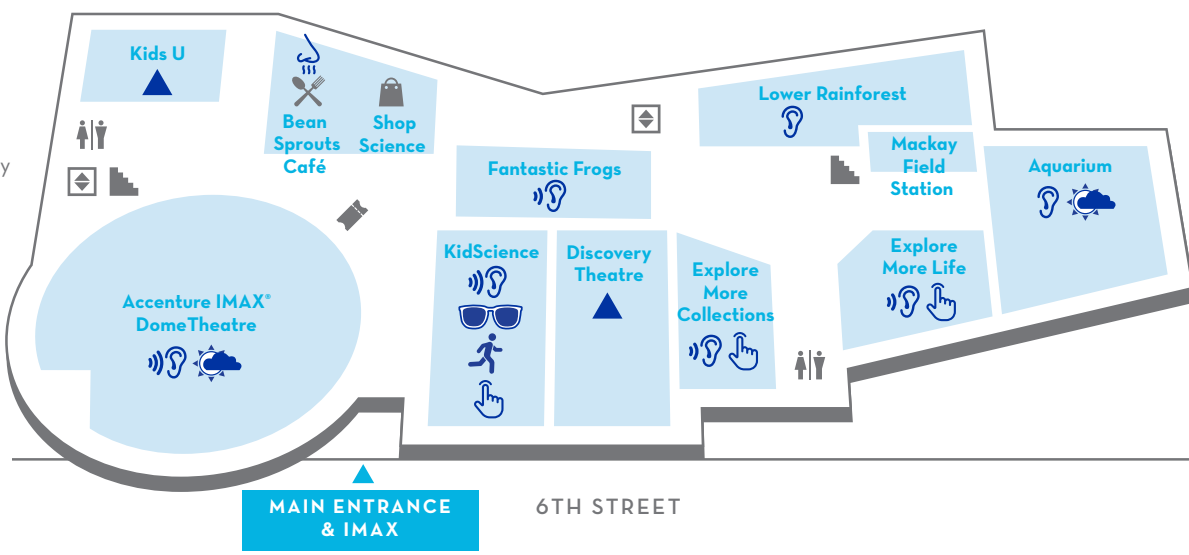 Kids U
Bean
Sprouts
Café
Shop
Science
Lower Rainforest
Mackay
Field
Station
Aquarium
y
Fantastic Frogs
KidScience
Discovery
Theatre
Explore
More
Collections
Explore
More Life
Accenture IMAX®
DomeTheatre
MAIN ENTRANCE
& IMAX
6TH STREET